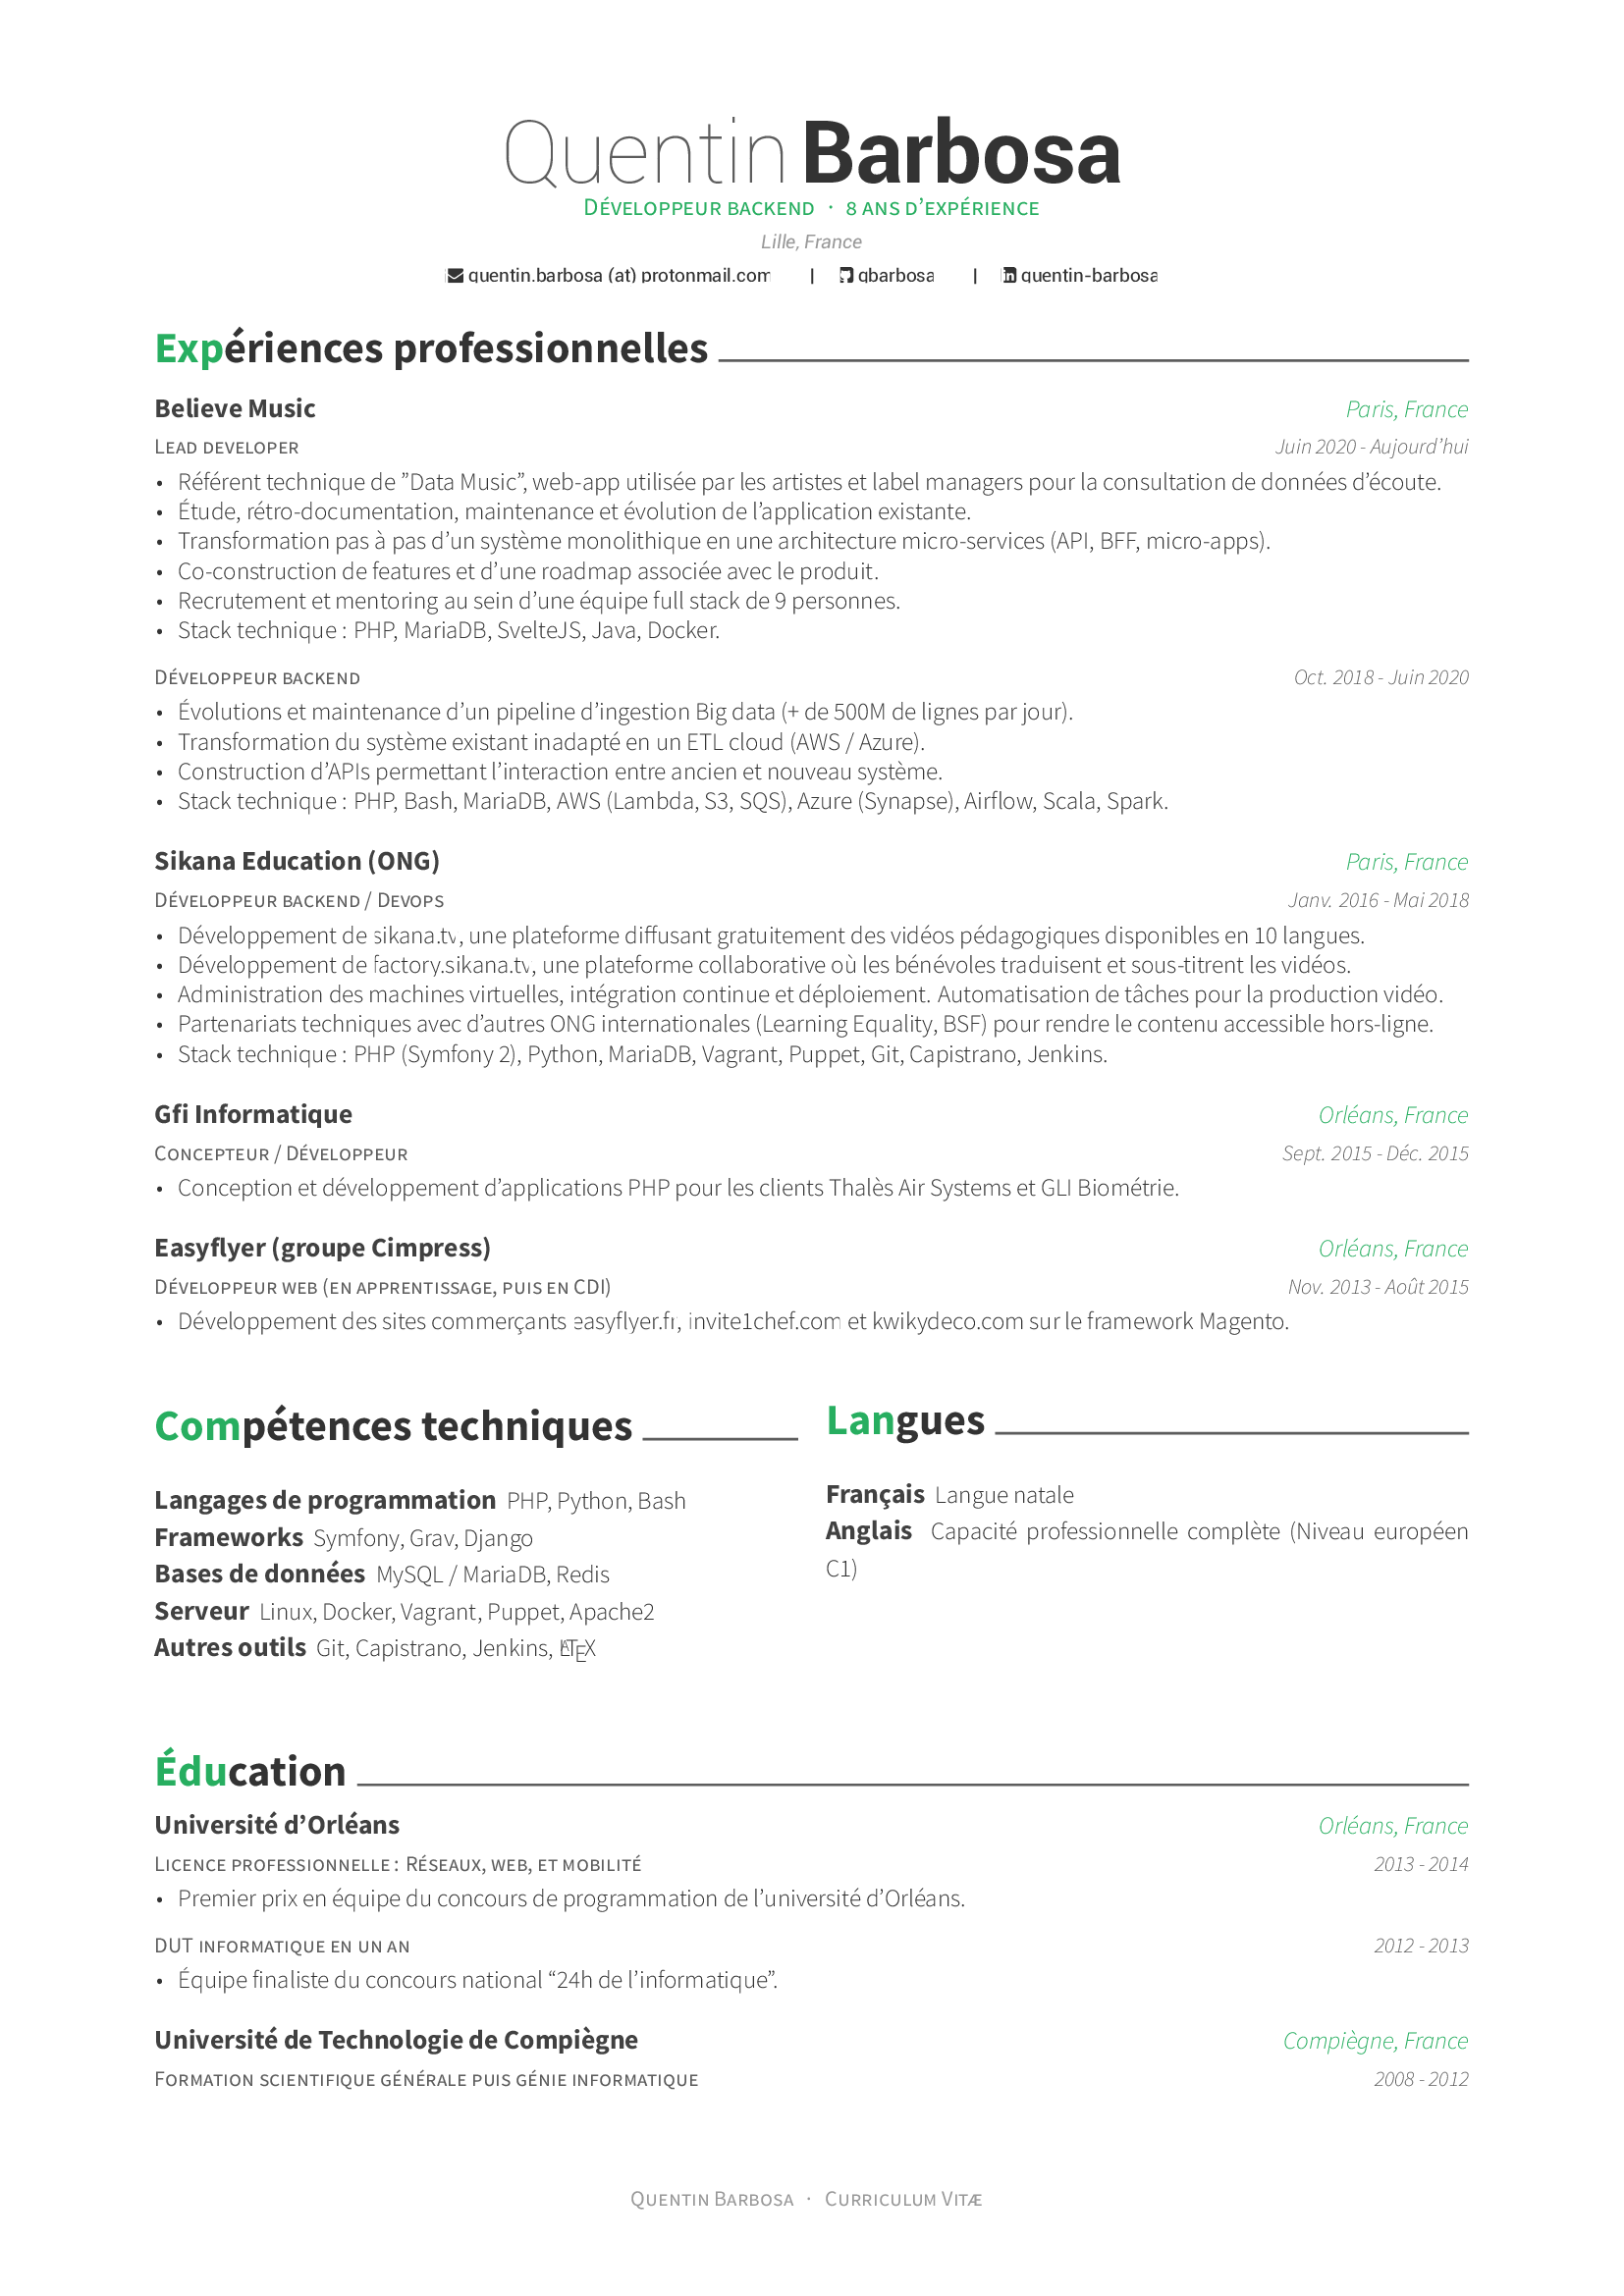 Quentin Barbosa
Développeur backend · 8 ans d'expérience
Lille, France
quentin.barbosa (at) protonmail.com | qbarbosa | quentin-barbosa
Expériences professionnelles
Believe Music Paris, France
Lead developer Juin 2020 - Aujourd'hui
• Référent technique de ”Data Music”, web-app utilisée par les artistes et label managers pour la consultation de données d'écoute.
• Étude, rétro-documentation, maintenance et évolution de l'application existante.
• Transformation pas à pas d'un système monolithique en une architecture micro-services (API, BFF, micro-apps).
• Co-construction de features et d'une roadmap associée avec le produit.
• Recrutement et mentoring au sein d'une équipe full stack de 9 personnes.
• Stack technique : PHP, MariaDB, SvelteJS, Java, Docker.
Développeur backend Oct. 2018 - Juin 2020
• Évolutions et maintenance d'un pipeline d'ingestion Big data (+ de 500M de lignes par jour).
• Transformation du système existant inadapté en un ETL cloud (AWS / Azure).
• Construction d'APIs permettant l'interaction entre ancien et nouveau système.
• Stack technique : PHP, Bash, MariaDB, AWS (Lambda, S3, SQS), Azure (Synapse), Airflow, Scala, Spark.
Sikana Education (ONG) Paris, France
Développeur backend / Devops Janv. 2016 - Mai 2018
• Développement de sikana.tv, une plateforme diffusant gratuitement des vidéos pédagogiques disponibles en 10 langues.
• Développement de factory.sikana.tv, une plateforme collaborative où les bénévoles traduisent et sous-titrent les vidéos.
• Administration des machines virtuelles, intégration continue et déploiement. Automatisation de tâches pour la production vidéo.
• Partenariats techniques avec d'autres ONG internationales (Learning Equality, BSF) pour rendre le contenu accessible hors-ligne.
• Stack technique : PHP (Symfony 2), Python, MariaDB, Vagrant, Puppet, Git, Capistrano, Jenkins.
Gfi Informatique Orléans, France
Concepteur / Développeur Sept. 2015 - Déc. 2015
• Conception et développement d'applications PHP pour les clients Thalès Air Systems et GLI Biométrie.
Easyflyer (groupe Cimpress) Orléans, France
Développeur web (en apprentissage, puis en CDI) Nov. 2013 - Août 2015
• Développement des sites commerçants easyflyer.fr, invite1chef.com et kwikydeco.com sur le framework Magento.
Compétences techniques
Langages de programmation PHP, Python, Bash
Frameworks Symfony, Grav, Django
Bases de données MySQL / MariaDB, Redis
Serveur Linux, Docker, Vagrant, Puppet, Apache2
Autres outils Git, Capistrano, Jenkins, LATEX
Langues
Français Langue natale
Anglais Capacité professionnelle complète (Niveau européen
C1)
Éducation
Université d'Orléans Orléans, France
Licence professionnelle : Réseaux, web, et mobilité 2013 - 2014
• Premier prix en équipe du concours de programmation de l'université d'Orléans.
DUT informatique en un an 2012 - 2013
• Équipe finaliste du concours national “24h de l'informatique”.
Université de Technologie de Compiègne Compiègne, France
Formation scientifique générale puis génie informatique 2008 - 2012
Quentin Barbosa · Curriculum Vitæ